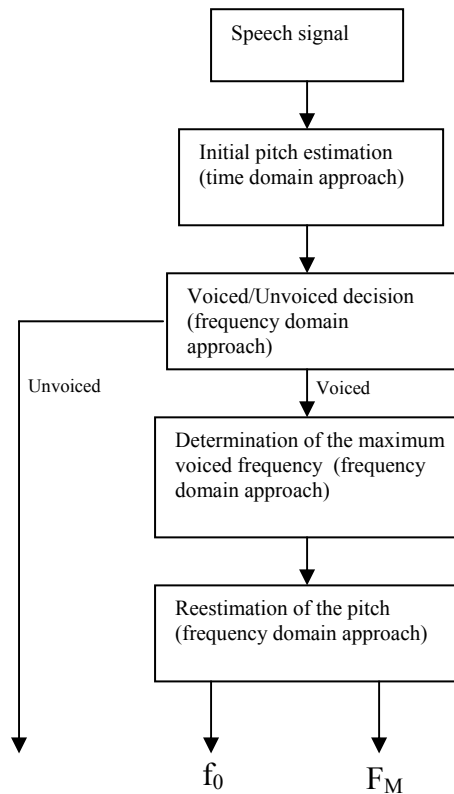 Speech signal
Initial pitch estimation
(time domain approach)
Voiced/Unvoiced decision
(frequency domain
approach)
Unvoiced
Voiced
Determination of the maximum
voiced frequency (frequency
domain approach)
Reestimation of the pitch
(frequency domain approach)
f₀
F_M